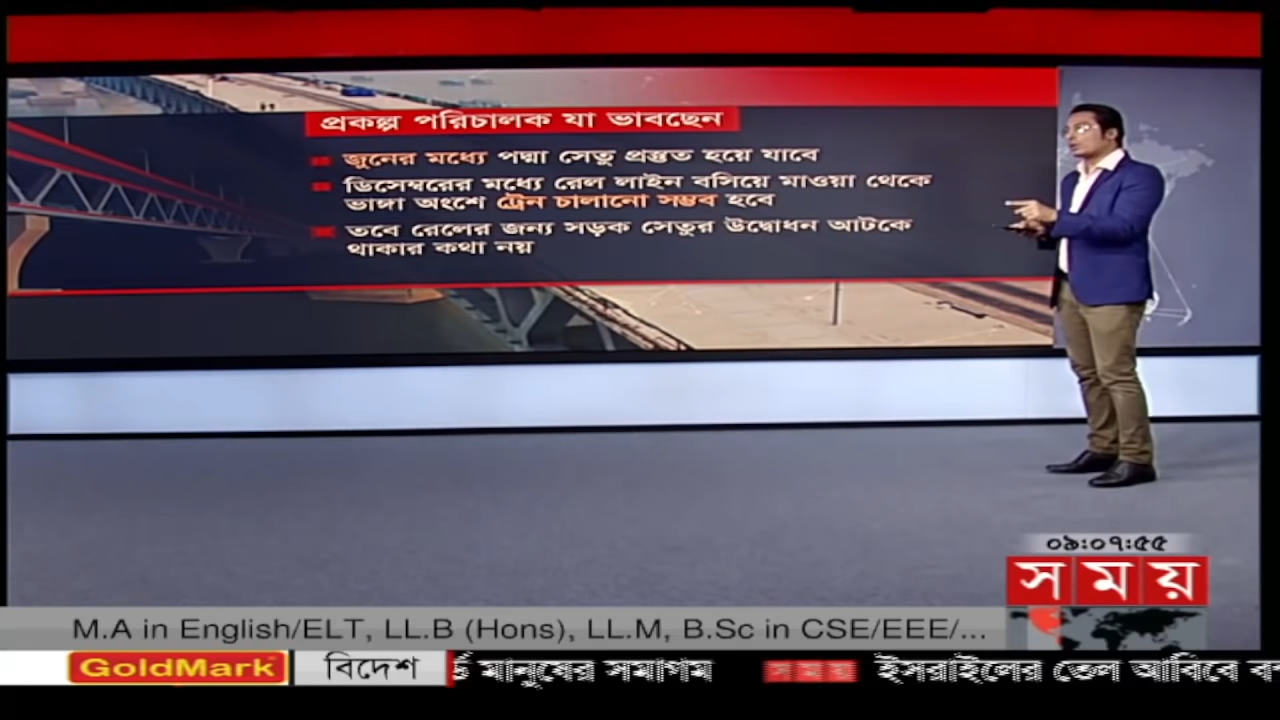 প্রকল্প পরিচালক যা ভাবছেন
জুনের মধ্যে পদ্মা সেতু প্রস্তুত হয়ে যাবে
ডিসেম্বরের মধ্যে রেল লাইন বসিয়ে মাওয়া থেকে
ভাঙ্গা অংশে ট্রেন চালানো সম্ভব হবে
তবে রেলের জন্য সড়ক সেতুর উদ্বোধন আটকে
থাকার কথা নয়
০৯:০৭:৫৫
সময়
M.A in English/ELT, LL.B (Hons), LL.M, B.Sc in CSE/EEE/...
GoldMark বিদেশ মানুষের সমাগম সময় ইসরাইলের তেল আবিবে